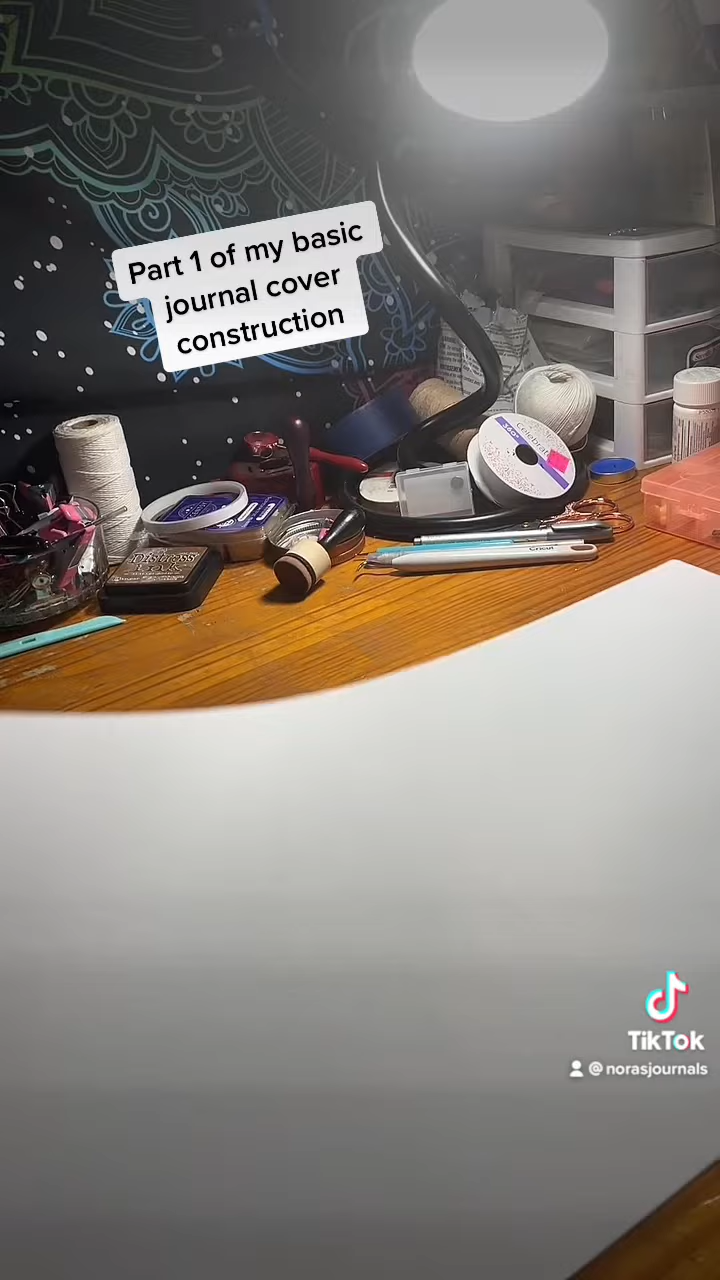 Part 1 of my basic
journal cover
construction
Celebrate
Distress
Cricut
TikTok
@norasjournals